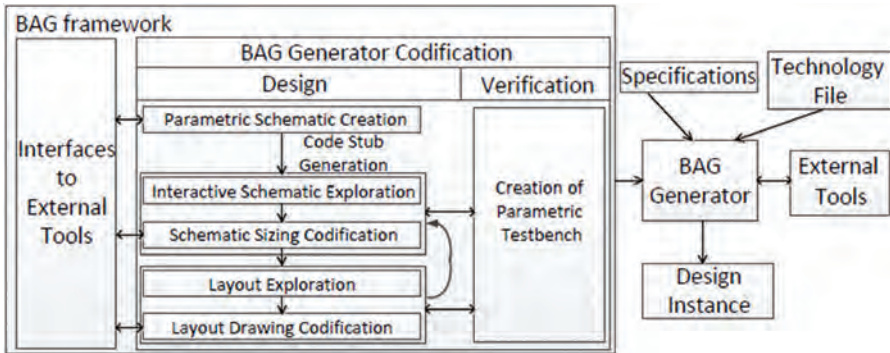 BAG framework
BAG Generator Codification
Design
Verification
Parametric Schematic Creation
Code Stub
Generation
Interfaces
to
External
Tools
Interactive Schematic Exploration
Schematic Sizing Codification
Layout Exploration
Layout Drawing Codification
Creation of
Parametric
Testbench
Specifications
Technology
File
BAG
Generator
External
Tools
Design
Instance